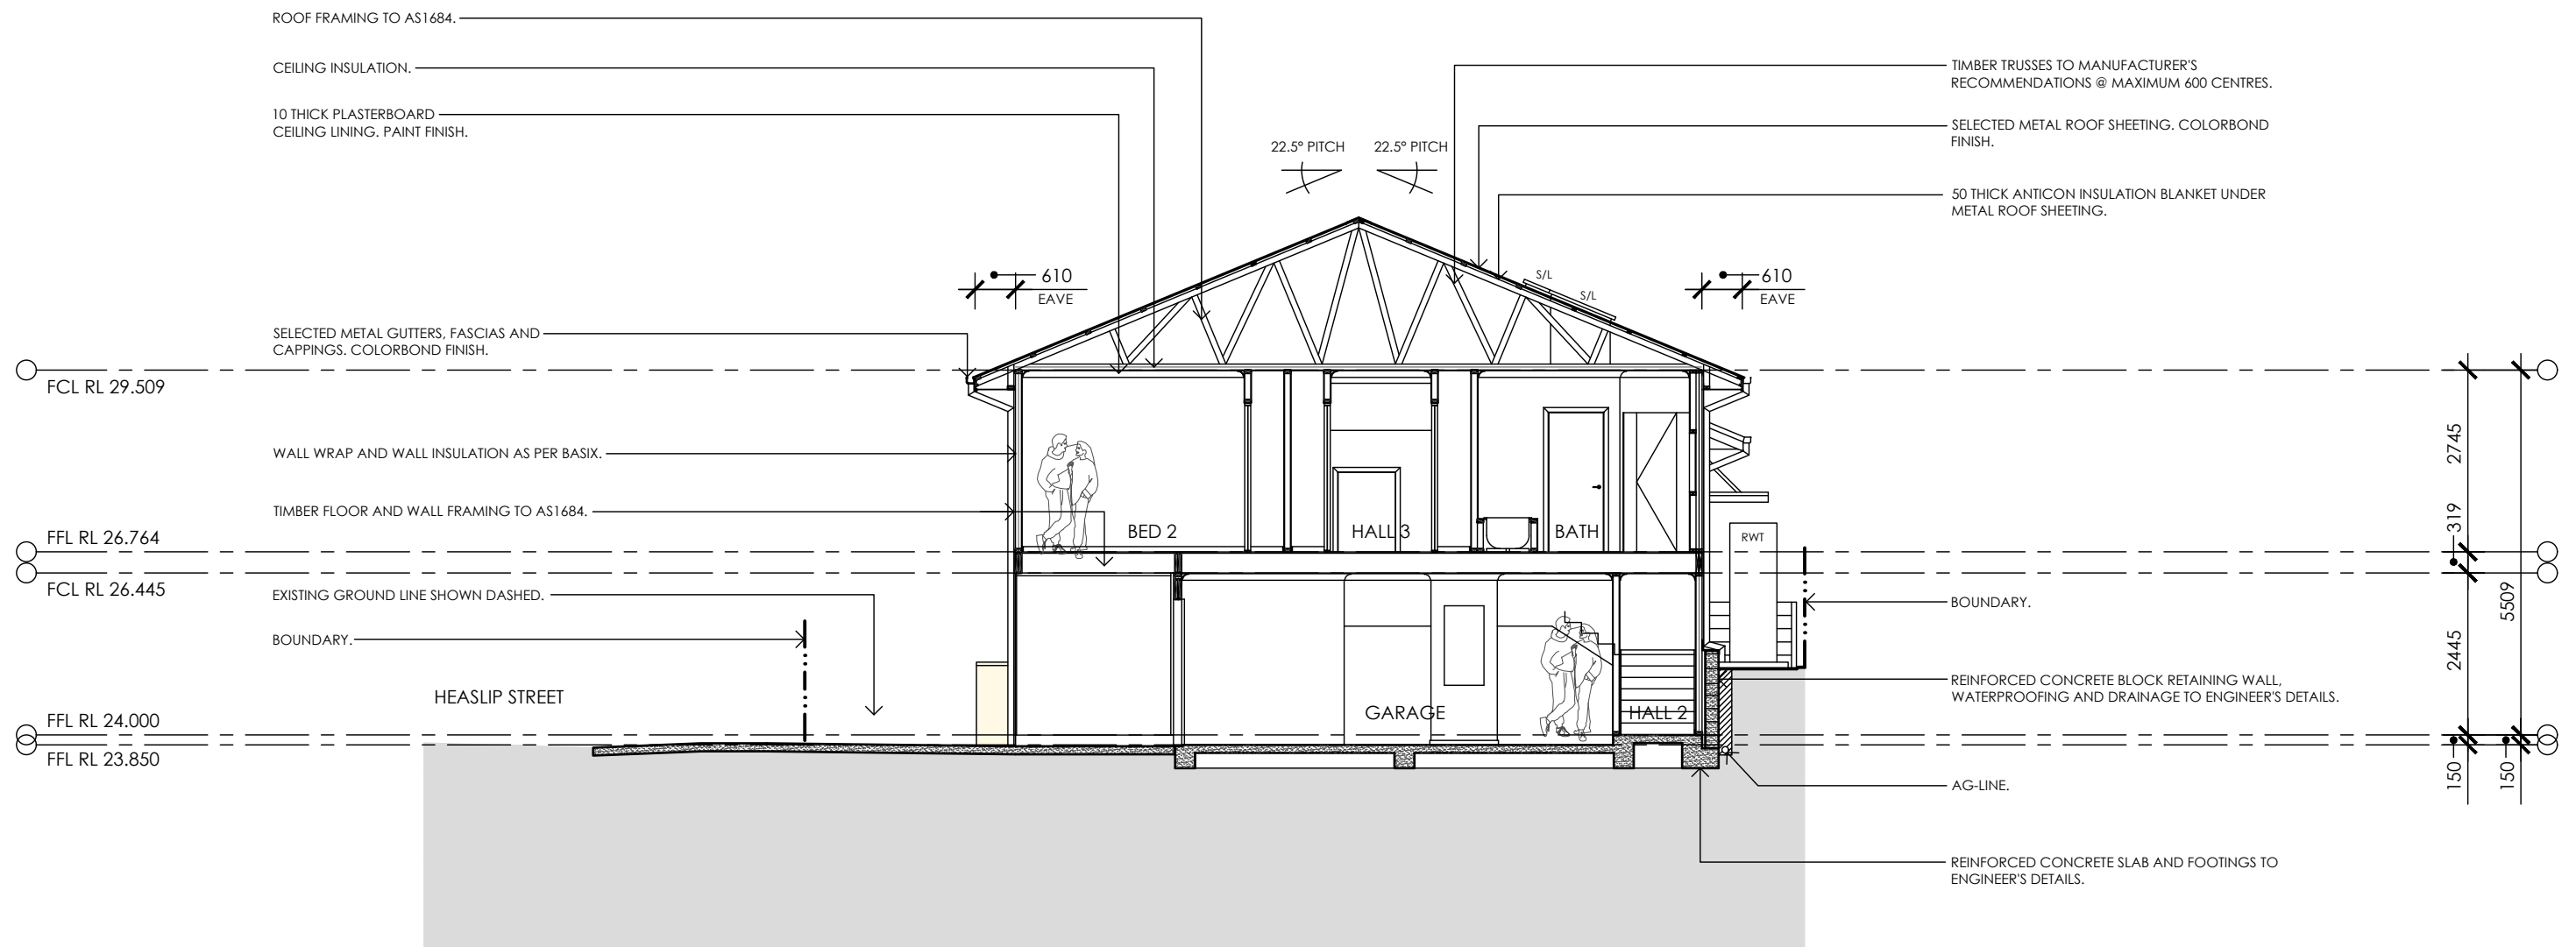 ROOF FRAMING TO AS1684.
CEILING INSULATION.
10 THICK PLASTERBOARD
CEILING LINING. PAINT FINISH.
TIMBER TRUSSES TO MANUFACTURER'S
RECOMMENDATIONS @ MAXIMUM 600 CENTRES.
SELECTED METAL ROOF SHEETING. COLORBOND
FINISH.
22.5° PITCH
22.5° PITCH
50 THICK ANTICON INSULATION BLANKET UNDER
METAL ROOF SHEETING.
610
EAVE
S/L
S/L
610
EAVE
SELECTED METAL GUTTERS, FASCIAS AND
CAPPINGS. COLORBOND FINISH.
FCL RL 29.509
WALL WRAP AND WALL INSULATION AS PER BASIX.
2745
TIMBER FLOOR AND WALL FRAMING TO AS1684.
FFL RL 26.764
BED 2
HALL 3
BATH
RWT
319
FCL RL 26.445
EXISTING GROUND LINE SHOWN DASHED.
BOUNDARY.
5509
BOUNDARY.
2445
REINFORCED CONCRETE BLOCK RETAINING WALL,
WATERPROOFING AND DRAINAGE TO ENGINEER'S DETAILS.
HEASLIP STREET
FFL RL 24.000
GARAGE
HALL 2
FFL RL 23.850
150
150
AG-LINE.
REINFORCED CONCRETE SLAB AND FOOTINGS TO
ENGINEER'S DETAILS.